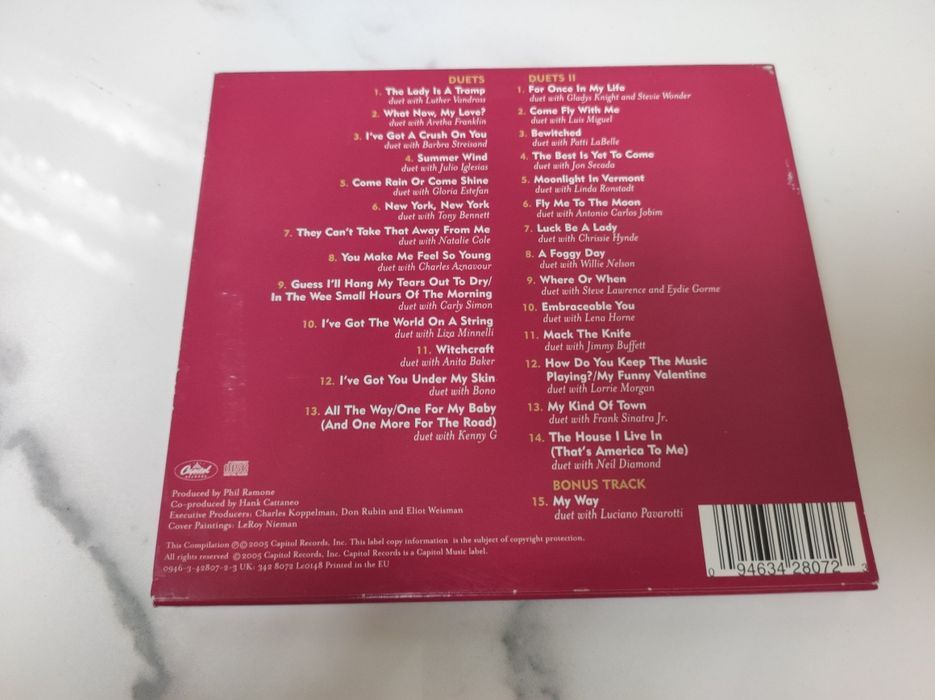 DUETS
1. The Lady Is A Tramp
duet with Luther Vandross
2. What Now, My Love?
duet with Aretha Franklin
3. I've Got A Crush On You
duet with Barbra Streisand
4. Summer Wind
duet with Julio Iglesias
5. Come Rain Or Come Shine
duet with Gloria Estefan
6. New York, New York
duet with Tony Bennett
7. They Can't Take That Away From Me
duet with Natalie Cole
8. You Make Me Feel So Young
duet with Charles Aznavour
9. Guess I'll Hang My Tears Out To Dry/
In The Wee Small Hours Of The Morning
duet with Carly Simon
10. I've Got The World On A String
duet with Liza Minnelli
11. Witchcraft
duet with Anita Baker
12. I've Got You Under My Skin
duet with Bono
13. All The Way/One For My Baby
(And One More For The Road)
duet with Kenny G
DUETS II
1. For Once In My Life
duet with Gladys Knight and Stevie Wonder
2. Come Fly With Me
duet with Luis Miguel
3. Bewitched
duet with Patti LaBelle
4. The Best Is Yet To Come
duet with Jon Secada
5. Moonlight In Vermont
duet with Linda Ronstadt
6. Fly Me To The Moon
duet with Antonio Carlos Jobim
7. Luck Be A Lady
duet with Chrissie Hynde
8. A Foggy Day
duet with Willie Nelson
9. Where Or When
duet with Steve Lawrence and Eydie Gorme
10. Embraceable You
duet with Lena Horne
11. Mack The Knife
duet with Jimmy Buffett
12. How Do You Keep The Music
Playing?/My Funny Valentine
duet with Lorrie Morgan
13. My Kind Of Town
duet with Frank Sinatra Jr.
14. The House I Live In
(That's America To Me)
duet with Neil Diamond
BONUS TRACK
15. My Way
duet with Luciano Pavarotti
Capitol
RECORDS
Produced by Phil Ramone
Co-produced by Hank Cattaneo
Executive Producers: Charles Koppelman, Don Rubin and Eliot Weisman
Cover Paintings: LeRoy Nieman
This Compilation ℗©2005 Capitol Records, Inc. This label copy information is the subject of copyright protection.
All rights reserved ©2005 Capitol Records, Inc. Capitol Records is a Capitol Music label.
0946-3-42807-2-3 UK: 342 8072 LC0148 Printed in the EU
0 94634 28072 3